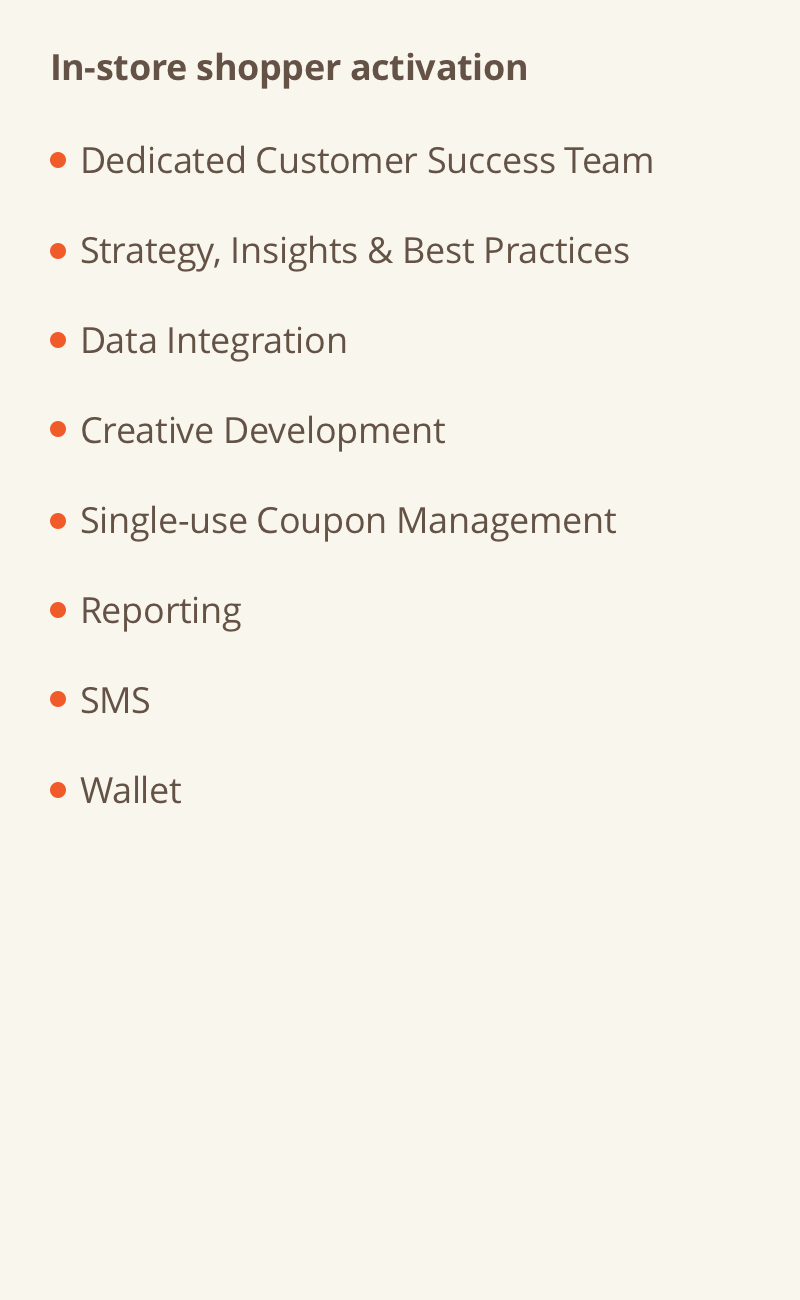 In-store shopper activation
Dedicated Customer Success Team
Strategy, Insights & Best Practices
Data Integration
Creative Development
Single-use Coupon Management
Reporting
SMS
Wallet